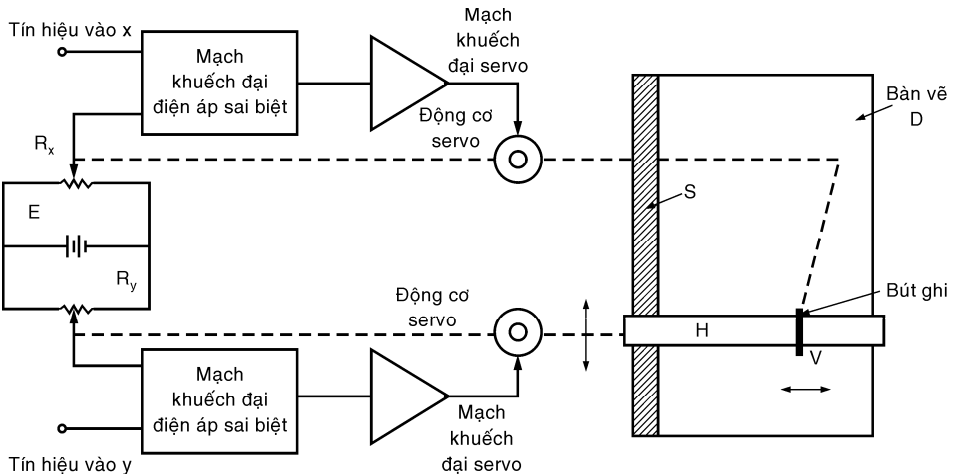 Tín hiệu vào x
Mạch
khuếch đại
điện áp sai biệt
Mạch
khuếch
đại servo
Động cơ
servo
Bàn vẽ
D
Rx
S
E
Ry
Động cơ
servo
Bút ghi
H
V
Mạch
khuếch đại
điện áp sai biệt
Mạch
khuếch
đại servo
Tín hiệu vào y